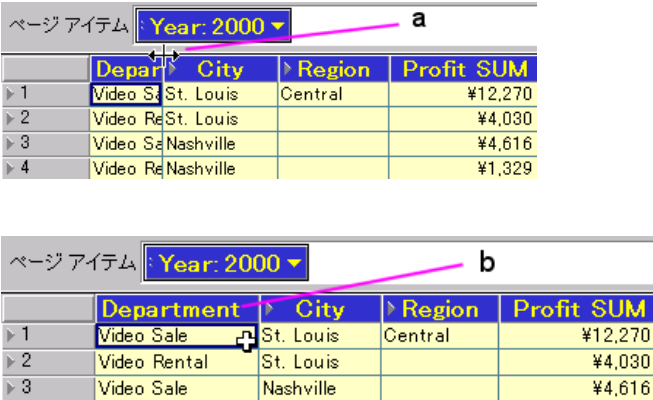 ページ アイテム Year: 2000 a
Depar City Region Profit SUM
1 Video Sa St. Louis Central ¥12,270
2 Video Re St. Louis ¥4,030
3 Video Sa Nashville ¥4,616
4 Video Re Nashville ¥1,329
ページ アイテム Year: 2000 b
Department City Region Profit SUM
1 Video Sale St. Louis Central ¥12,270
2 Video Rental St. Louis ¥4,030
3 Video Sale Nashville ¥4,616